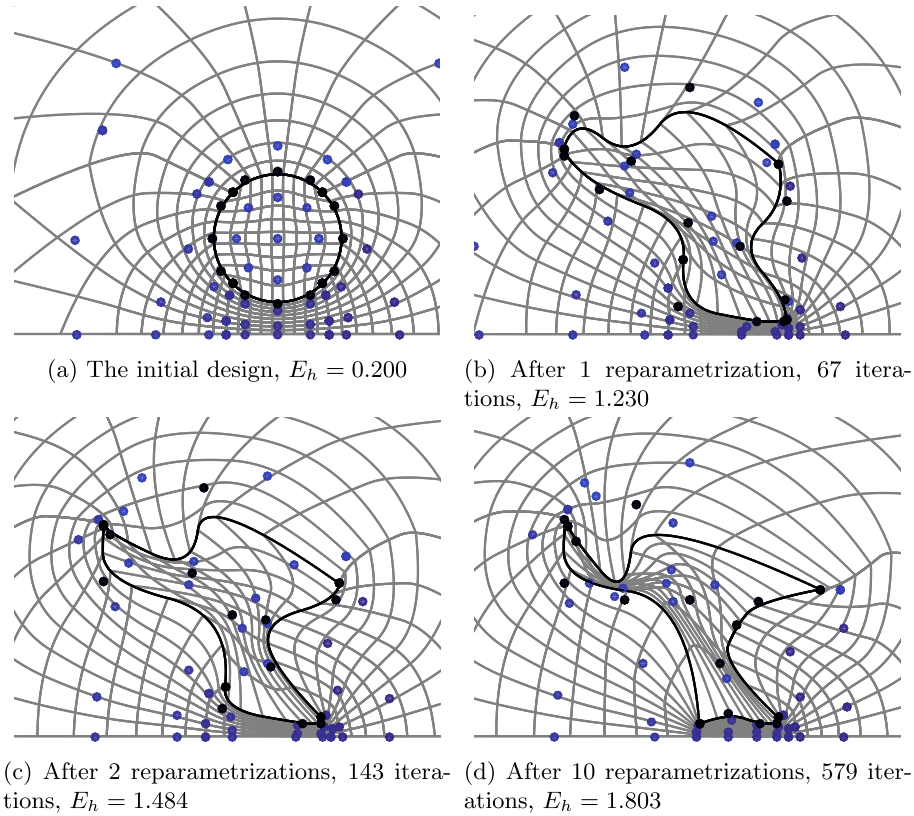 (a) The initial design, E_h = 0.200
(b) After 1 reparametrization, 67 itera-
tions, E_h = 1.230
(c) After 2 reparametrizations, 143 itera-
tions, E_h = 1.484
(d) After 10 reparametrizations, 579 iter-
ations, E_h = 1.803